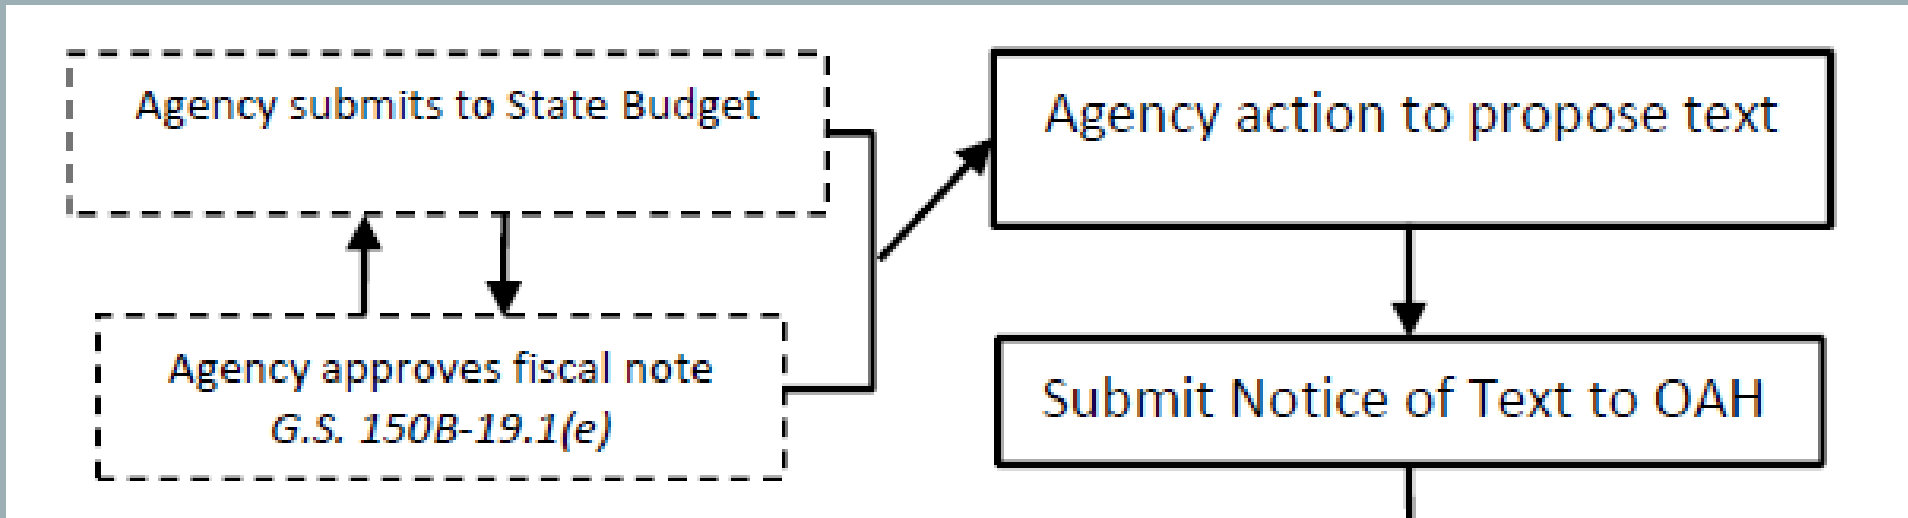 Agency submits to State Budget
Agency approves fiscal note
G.S. 150B-19.1(e)
Agency action to propose text
Submit Notice of Text to OAH